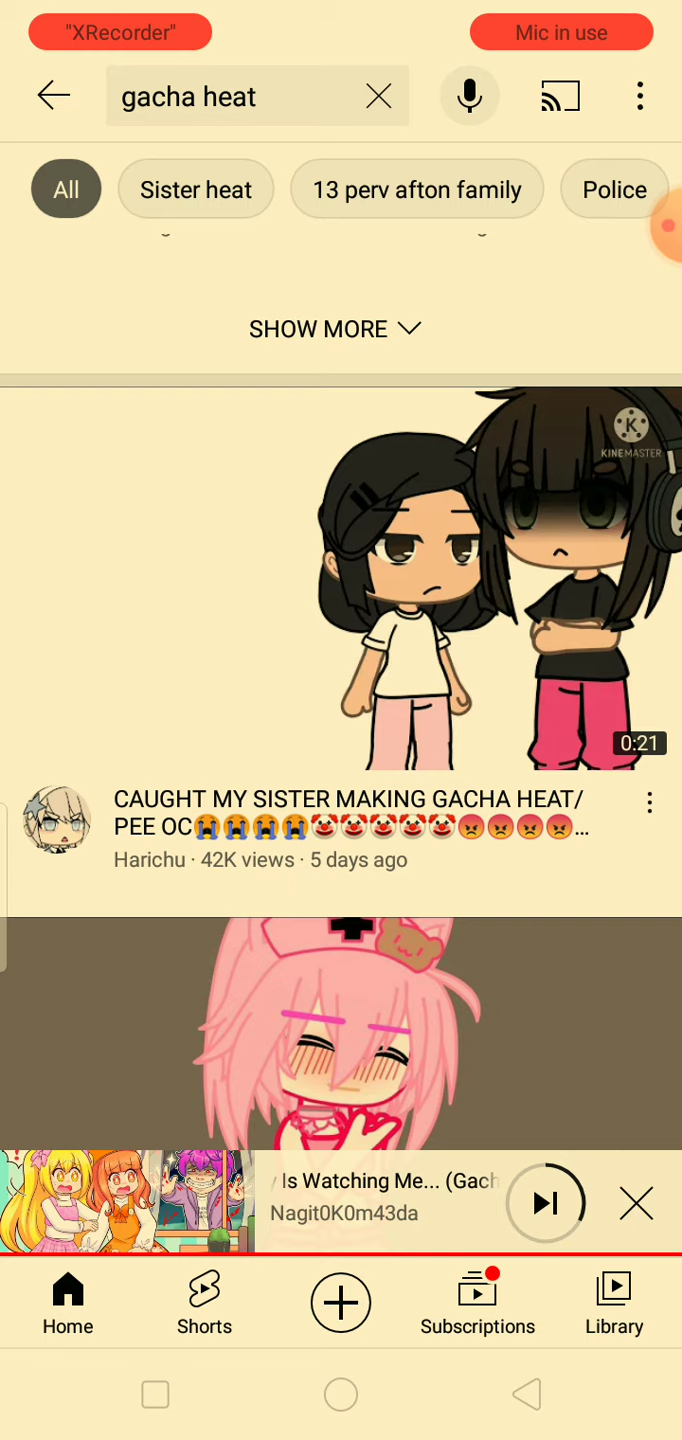 "XRecorder"
Mic in use
gacha heat
All
Sister heat
13 perv afton family
Police
SHOW MORE
KINEMASTER
0:21
CAUGHT MY SISTER MAKING GACHA HEAT/
PEE OC😭😭😭😭🤡🤡🤡🤡🤡😡😡😡😡...
Harichu · 42K views · 5 days ago
Is Watching Me... (Gach
Nagit0K0m43da
Home
Shorts
Subscriptions
Library